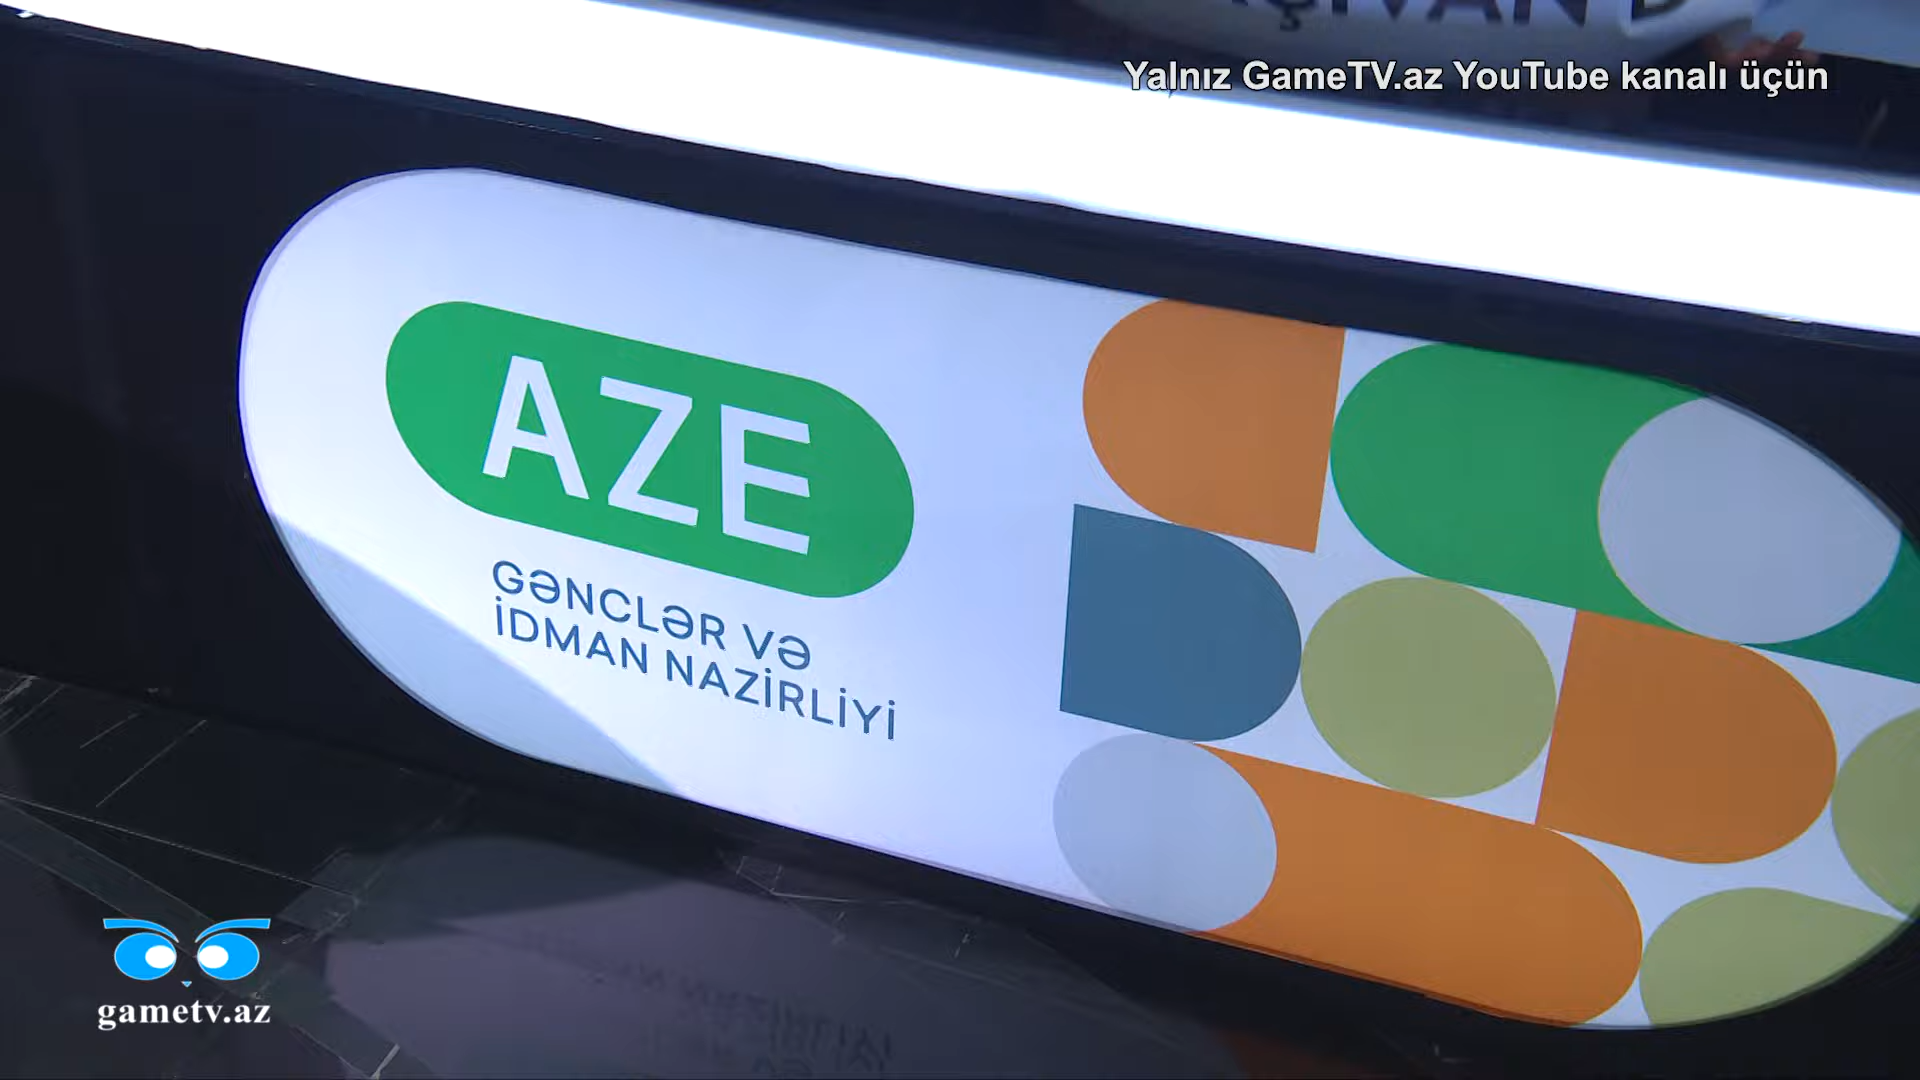 Yalnız GameTV.az YouTube kanalı üçün
AZE
GƏNCLƏR VƏ
İDMAN NAZİRLİYİ
gametv.az